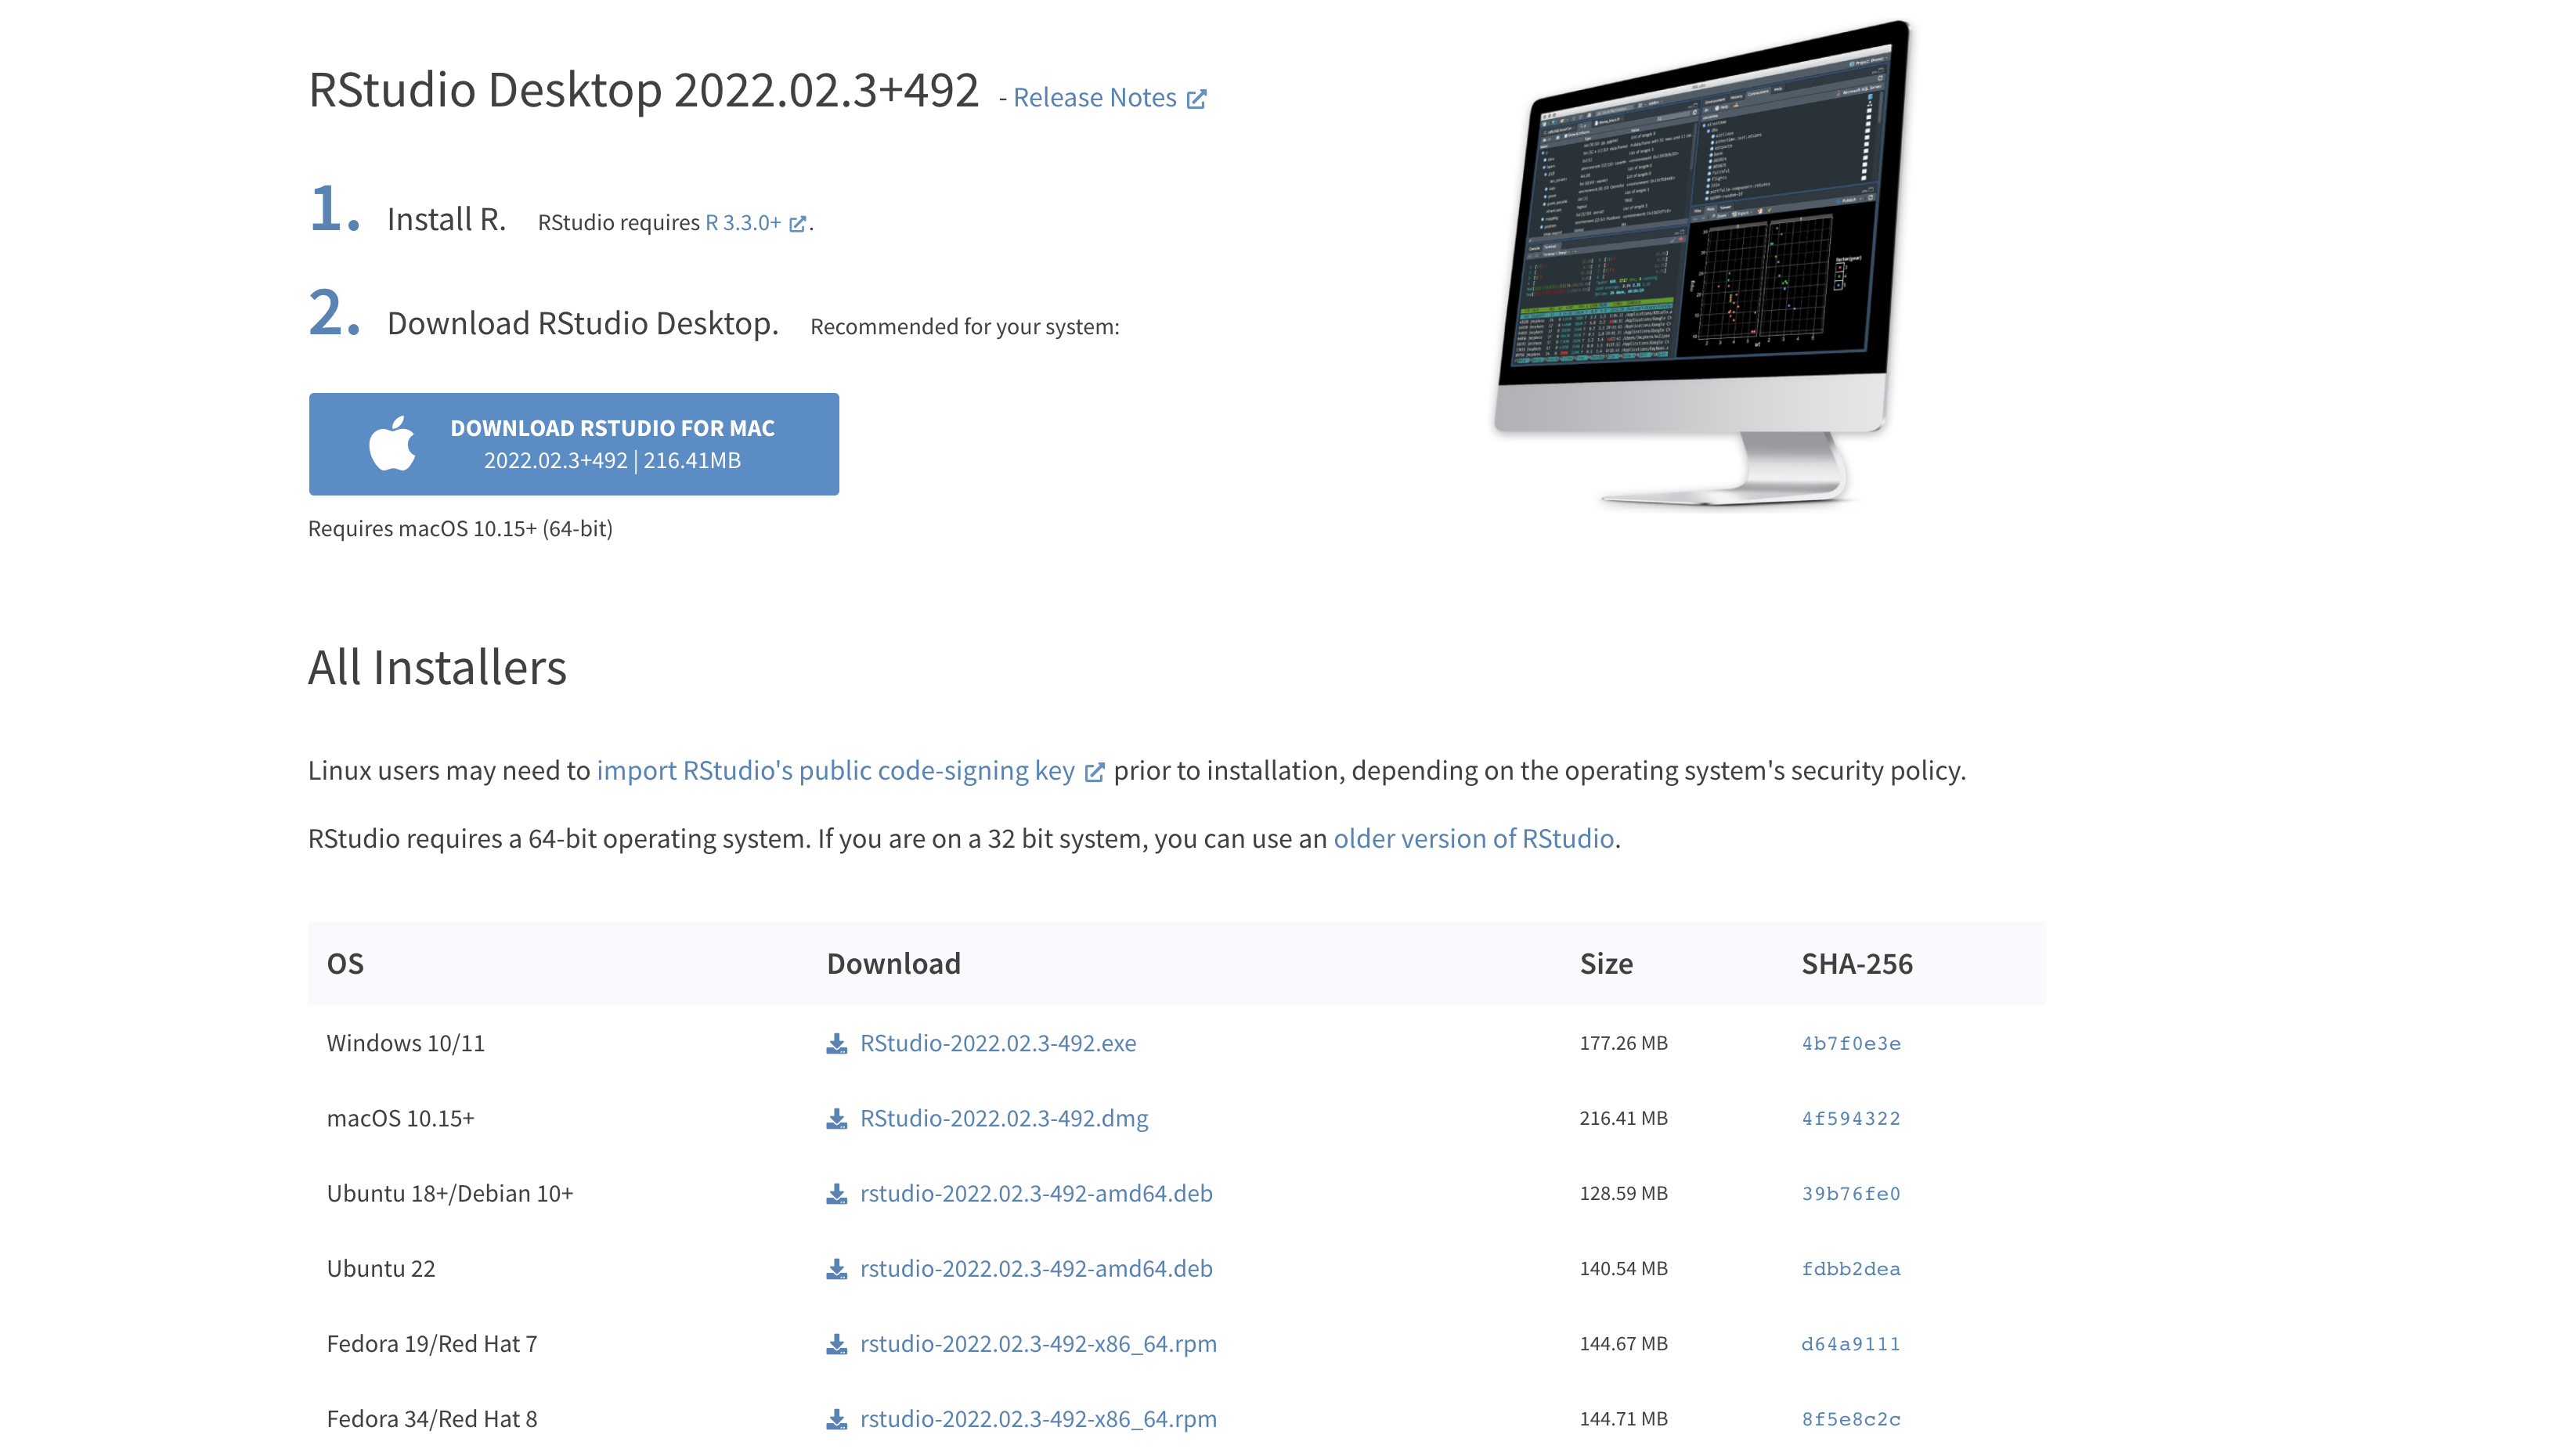 RStudio Desktop 2022.02.3+492 - Release Notes
1. Install R. RStudio requires R 3.3.0+.
2. Download RStudio Desktop. Recommended for your system:
DOWNLOAD RSTUDIO FOR MAC
2022.02.3+492 | 216.41MB
Requires macOS 10.15+ (64-bit)
All Installers
Linux users may need to import RStudio's public code-signing key prior to installation, depending on the operating system's security policy.
RStudio requires a 64-bit operating system. If you are on a 32 bit system, you can use an older version of RStudio.
OS Download Size SHA-256
Windows 10/11 RStudio-2022.02.3-492.exe 177.26 MB 4b7f0e3e
macOS 10.15+ RStudio-2022.02.3-492.dmg 216.41 MB 4f594322
Ubuntu 18+/Debian 10+ rstudio-2022.02.3-492-amd64.deb 128.59 MB 39b76fe0
Ubuntu 22 rstudio-2022.02.3-492-amd64.deb 140.54 MB fdbb2dea
Fedora 19/Red Hat 7 rstudio-2022.02.3-492-x86_64.rpm 144.67 MB d64a9111
Fedora 34/Red Hat 8 rstudio-2022.02.3-492-x86_64.rpm 144.71 MB 8f5e8c2c